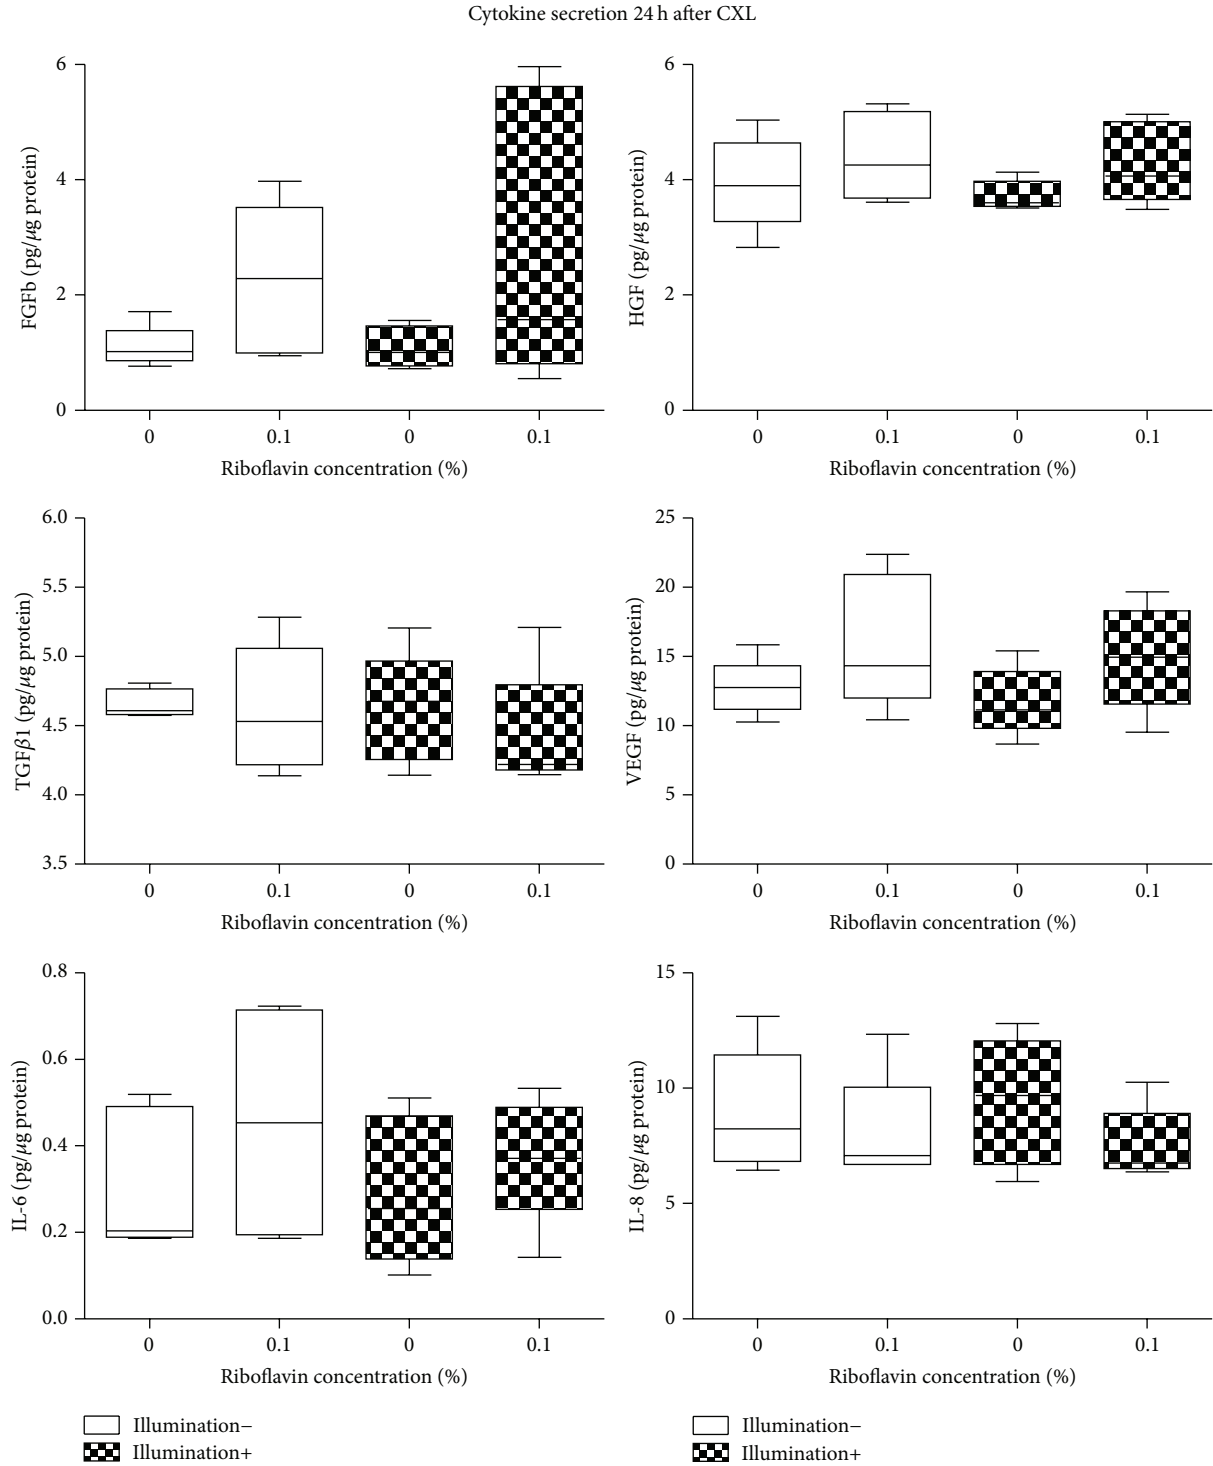 Cytokine secretion 24 h after CXL
FGFb (pg/μg protein)
6
4
2
0
0 0.1 0 0.1
Riboflavin concentration (%)
HGF (pg/μg protein)
6
4
2
0
0 0.1 0 0.1
Riboflavin concentration (%)
TGFβ1 (pg/μg protein)
6.0
5.5
5.0
4.5
4.0
3.5
0 0.1 0 0.1
Riboflavin concentration (%)
VEGF (pg/μg protein)
25
20
15
10
5
0
0 0.1 0 0.1
Riboflavin concentration (%)
IL-6 (pg/μg protein)
0.8
0.6
0.4
0.2
0.0
0 0.1 0 0.1
Riboflavin concentration (%)
IL-8 (pg/μg protein)
15
10
5
0
0 0.1 0 0.1
Riboflavin concentration (%)
Illumination−
Illumination+
Illumination−
Illumination+